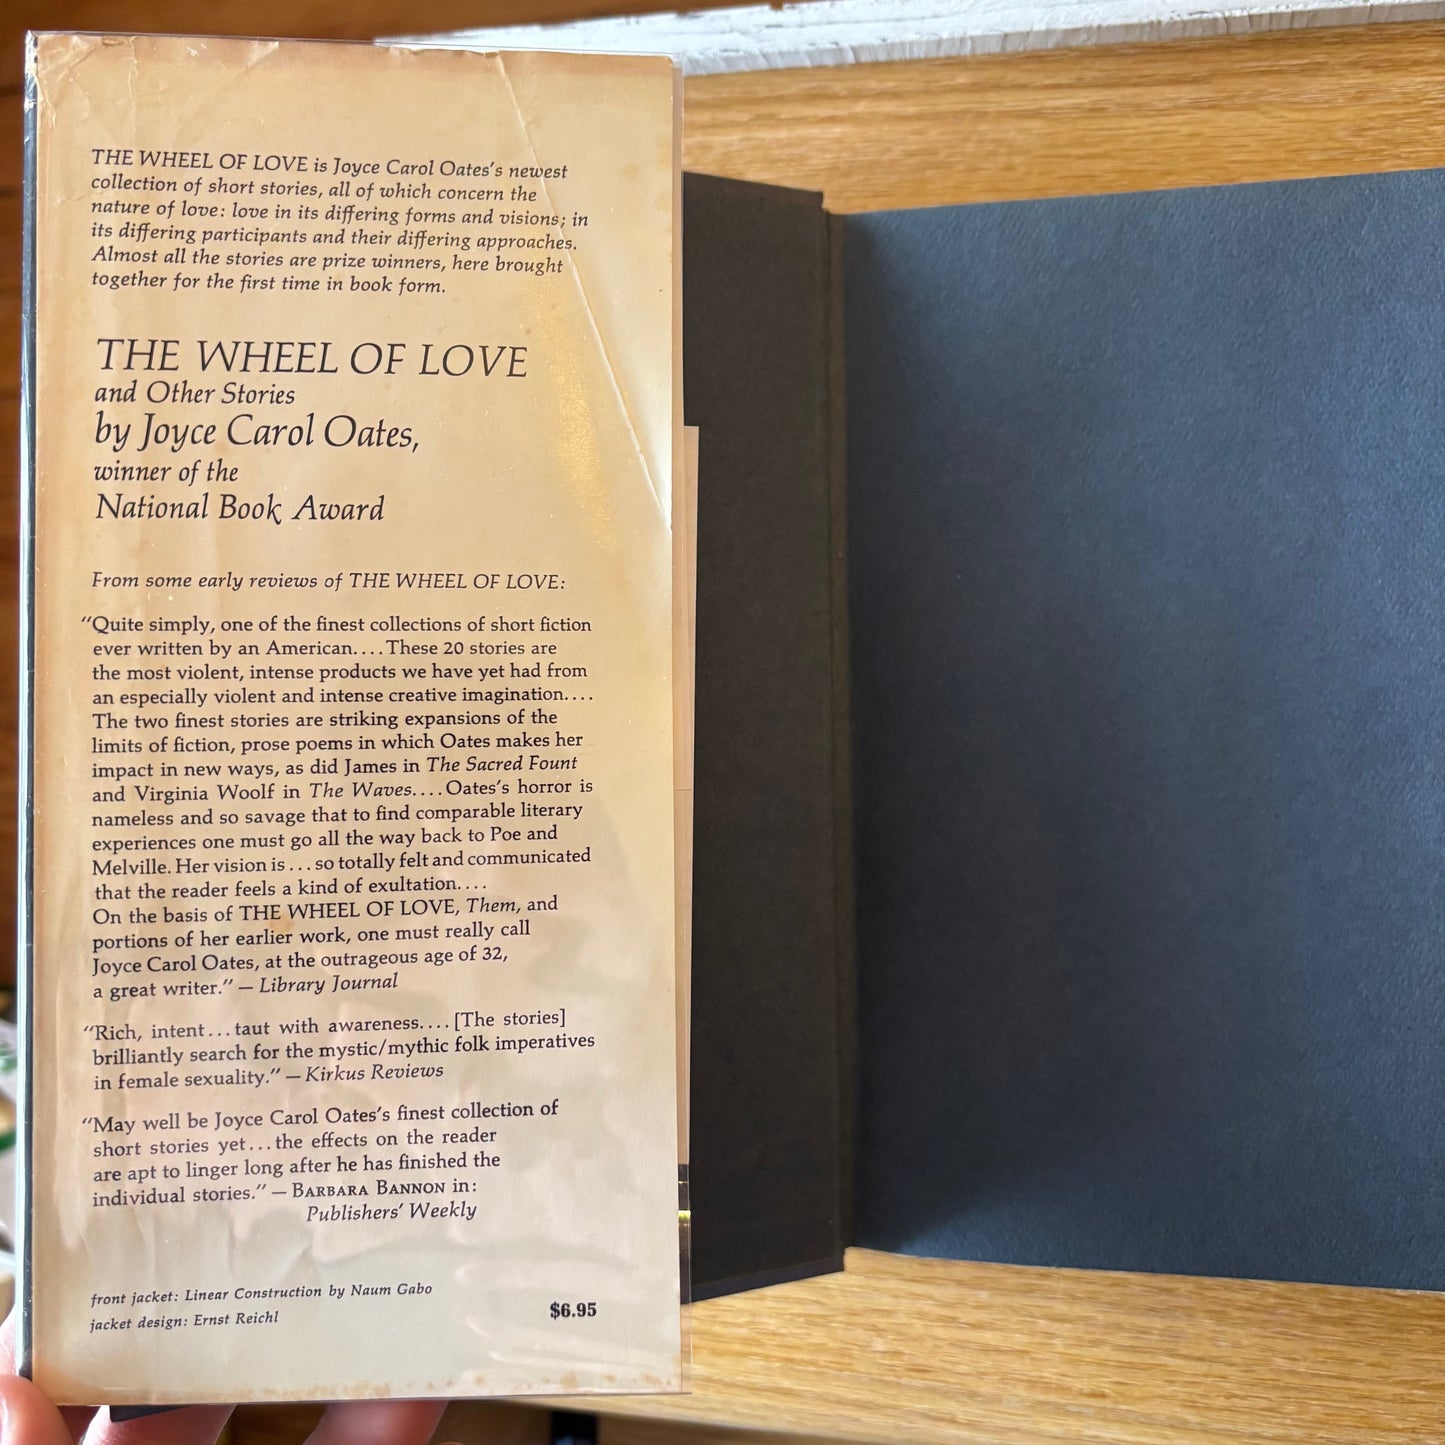 THE WHEEL OF LOVE is Joyce Carol Oates's newest
collection of short stories, all of which concern the
nature of love: love in its differing forms and visions; in
its differing participants and their differing approaches.
Almost all the stories are prize winners, here brought
together for the first time in book form.
THE WHEEL OF LOVE
and Other Stories
by Joyce Carol Oates,
winner of the
National Book Award
From some early reviews of THE WHEEL OF LOVE:
"Quite simply, one of the finest collections of short fiction
ever written by an American....These 20 stories are
the most violent, intense products we have yet had from
an especially violent and intense creative imagination....
The two finest stories are striking expansions of the
limits of fiction, prose poems in which Oates makes her
impact in new ways, as did James in The Sacred Fount
and Virginia Woolf in The Waves....Oates's horror is
nameless and so savage that to find comparable literary
experiences one must go all the way back to Poe and
Melville. Her vision is...so totally felt and communicated
that the reader feels a kind of exultation....
On the basis of THE WHEEL OF LOVE, Them, and
portions of her earlier work, one must really call
Joyce Carol Oates, at the outrageous age of 32,
a great writer."—Library Journal
"Rich, intent...taut with awareness....[The stories]
brilliantly search for the mystic/mythic folk imperatives
in female sexuality."—Kirkus Reviews
"May well be Joyce Carol Oates's finest collection of
short stories yet...the effects on the reader
are apt to linger long after he has finished the
individual stories."—BARBARA BANNON in:
Publishers' Weekly
front jacket: Linear Construction by Naum Gabo
jacket design: Ernst Reichl
$6.95